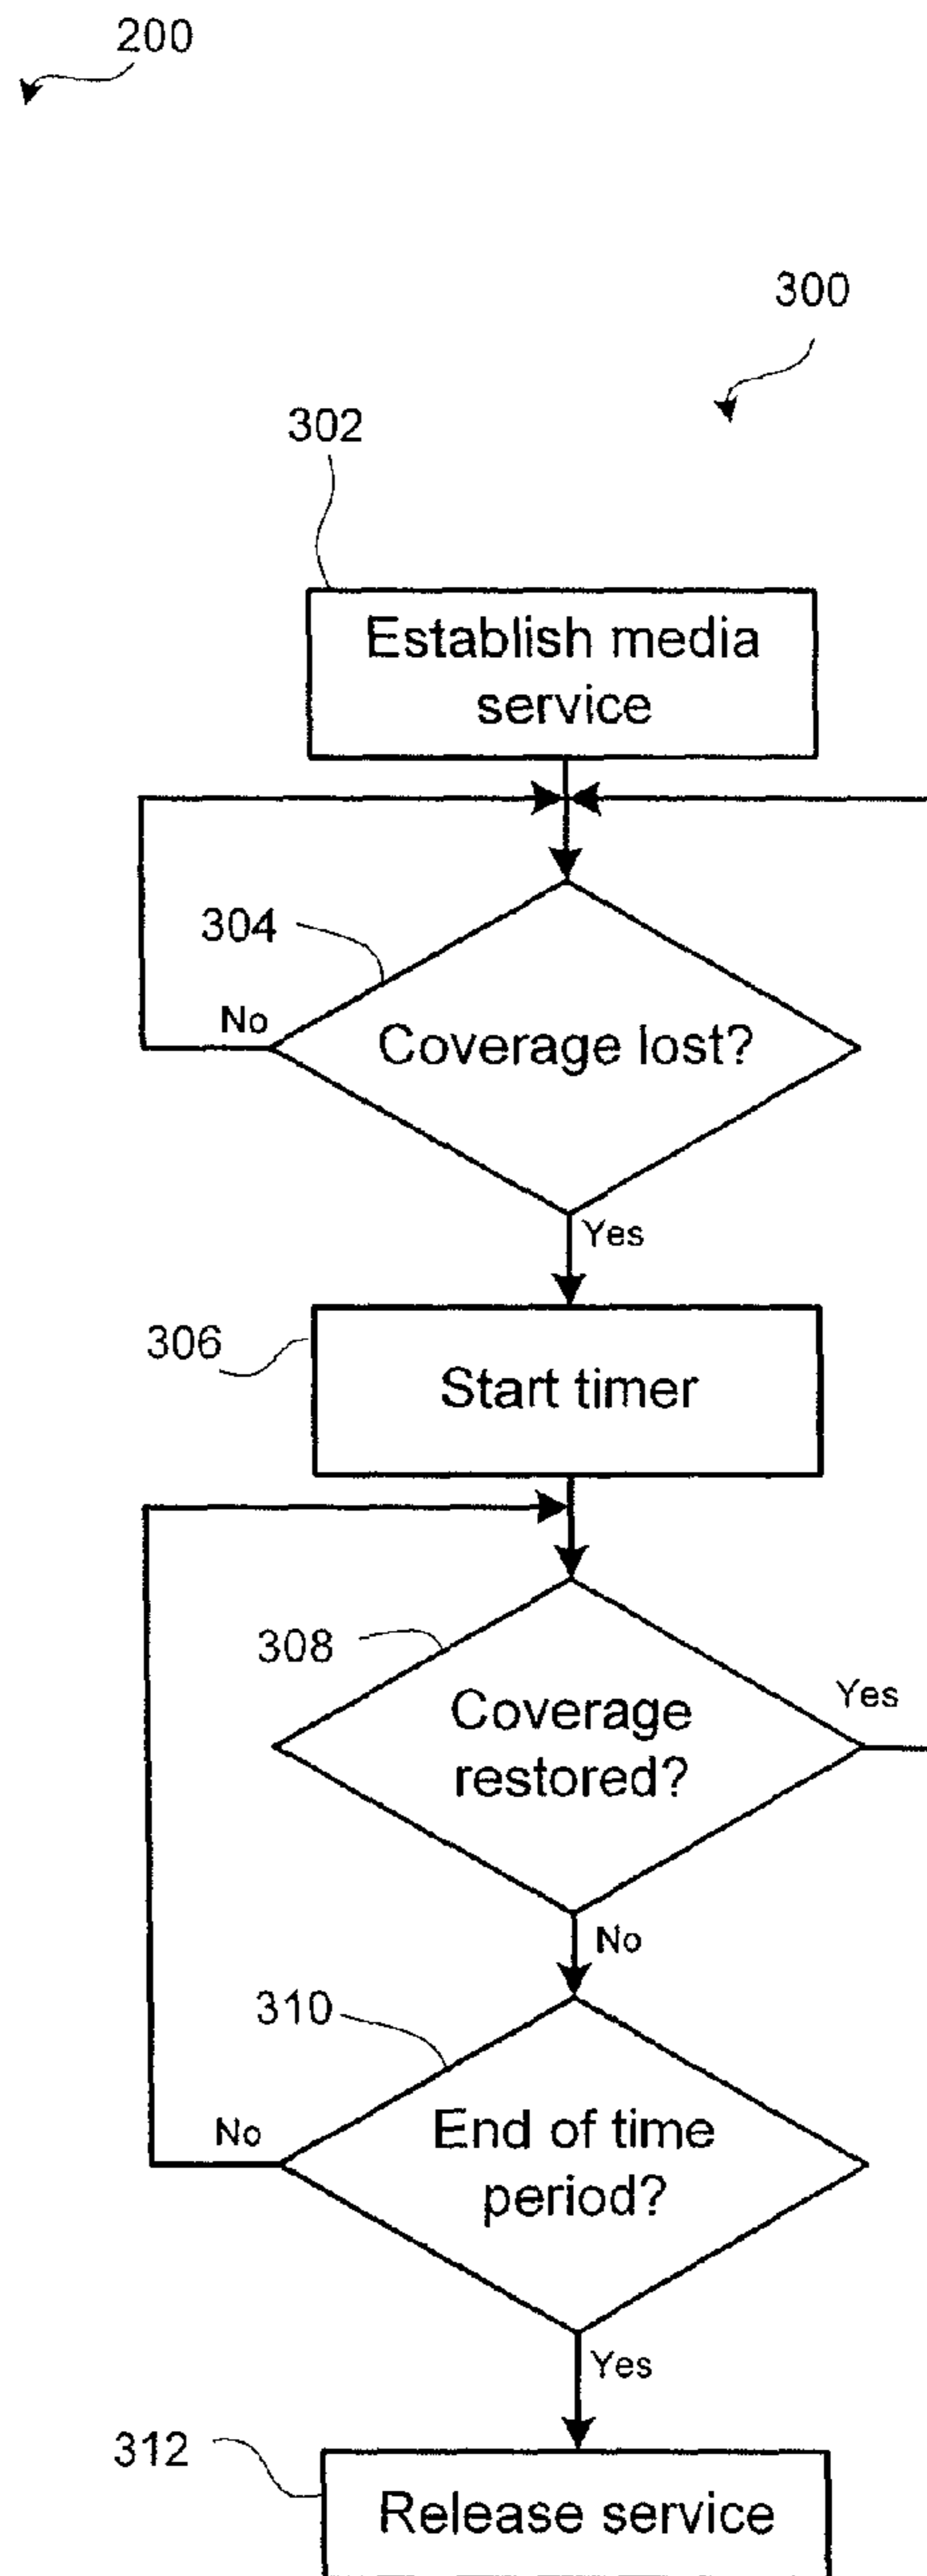 200
300
302
Establish media
service
304
No
Coverage lost?
Yes
306
Start timer
308
Coverage
restored?
Yes
No
310
End of time
period?
No
Yes
312
Release service